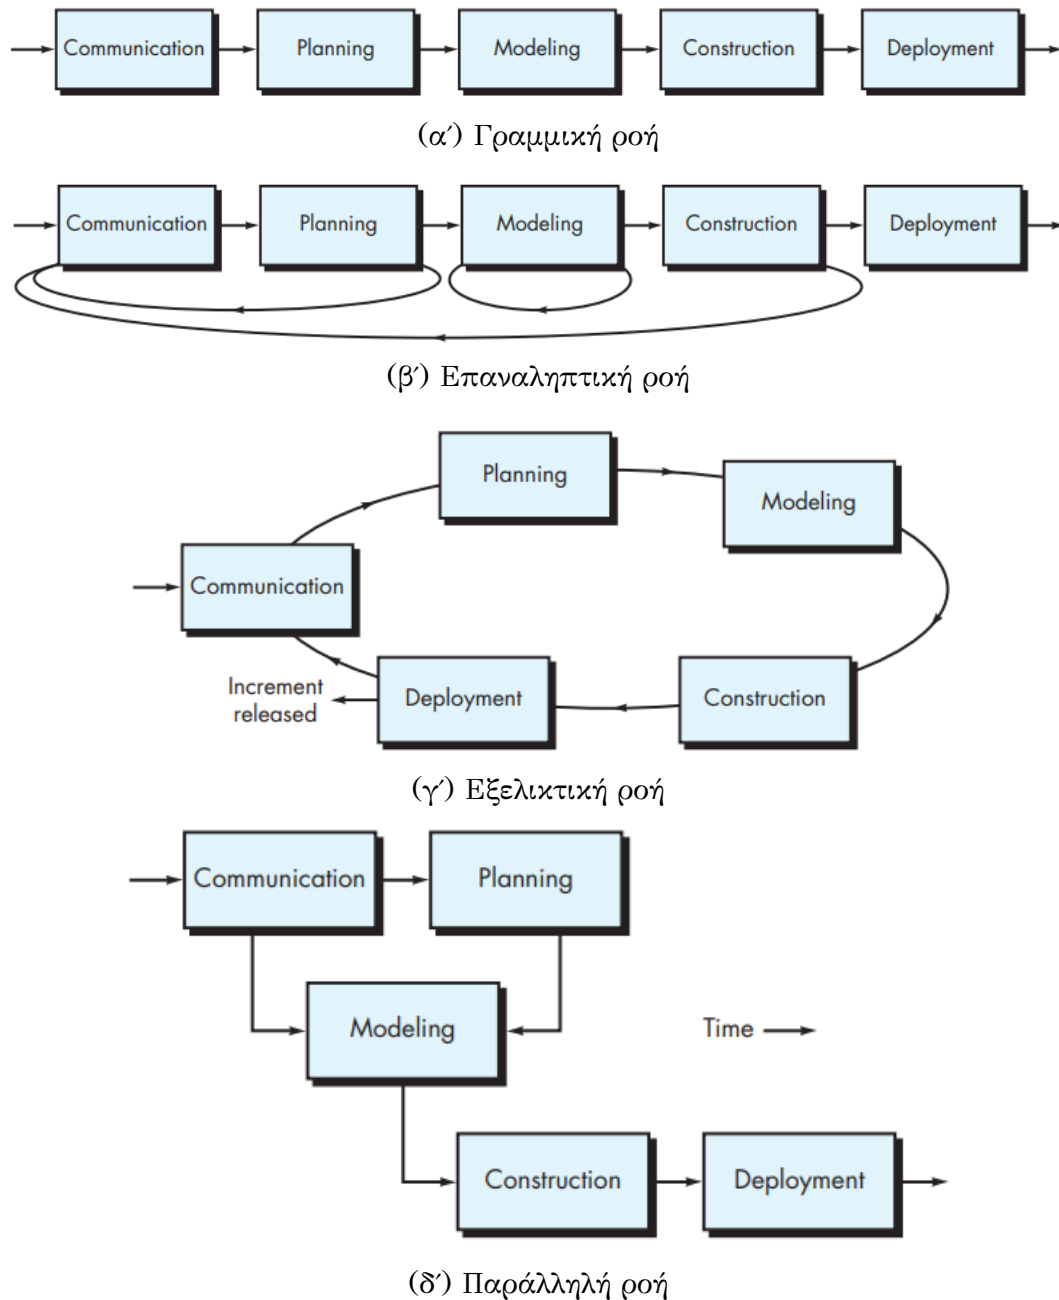 Communication Planning Modeling Construction Deployment
(α΄) Γραμμική ροή
Communication Planning Modeling Construction Deployment
(β΄) Επαναληπτική ροή
Planning
Modeling
Communication
Increment
released
Deployment
Construction
(γ΄) Εξελικτική ροή
Communication Planning
Modeling
Time
Construction Deployment
(δ΄) Παράλληλή ροή